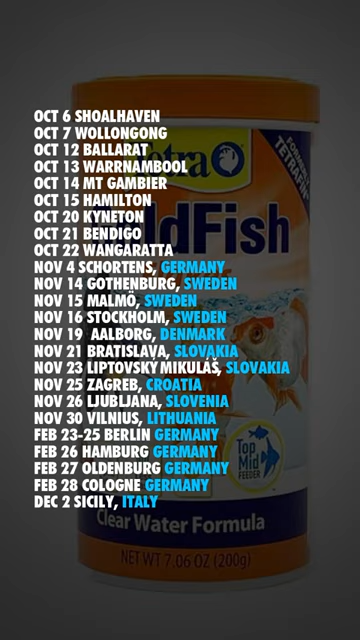 OCT 6 SHOALHAVEN
OCT 7 WOLLONGONG
OCT 12 BALLARAT
OCT 13 WARRNAMBOOL
OCT 14 MT GAMBIER
OCT 15 HAMILTON
OCT 20 KYNETON
OCT 21 BENDIGO
OCT 22 WANGARATTA
NOV 4 SCHORTENS, GERMANY
NOV 14 GOTHENBURG, SWEDEN
NOV 15 MALMÖ, SWEDEN
NOV 16 STOCKHOLM, SWEDEN
NOV 19 AALBORG, DENMARK
NOV 21 BRATISLAVA, SLOVAKIA
NOV 23 LIPTOVSKY MIKULÁŠ, SLOVAKIA
NOV 25 ZAGREB, CROATIA
NOV 26 LJUBLJANA, SLOVENIA
NOV 30 VILNIUS, LITHUANIA
FEB 23-25 BERLIN GERMANY
FEB 26 HAMBURG GERMANY
FEB 27 OLDENBURG GERMANY
FEB 28 COLOGNE GERMANY
DEC 2 SICILY, ITALY
etra
TETRAFIN
ldFish
Top
Mid
FEEDER
Clear Water Formula
NET WT 7.06 OZ (200g)